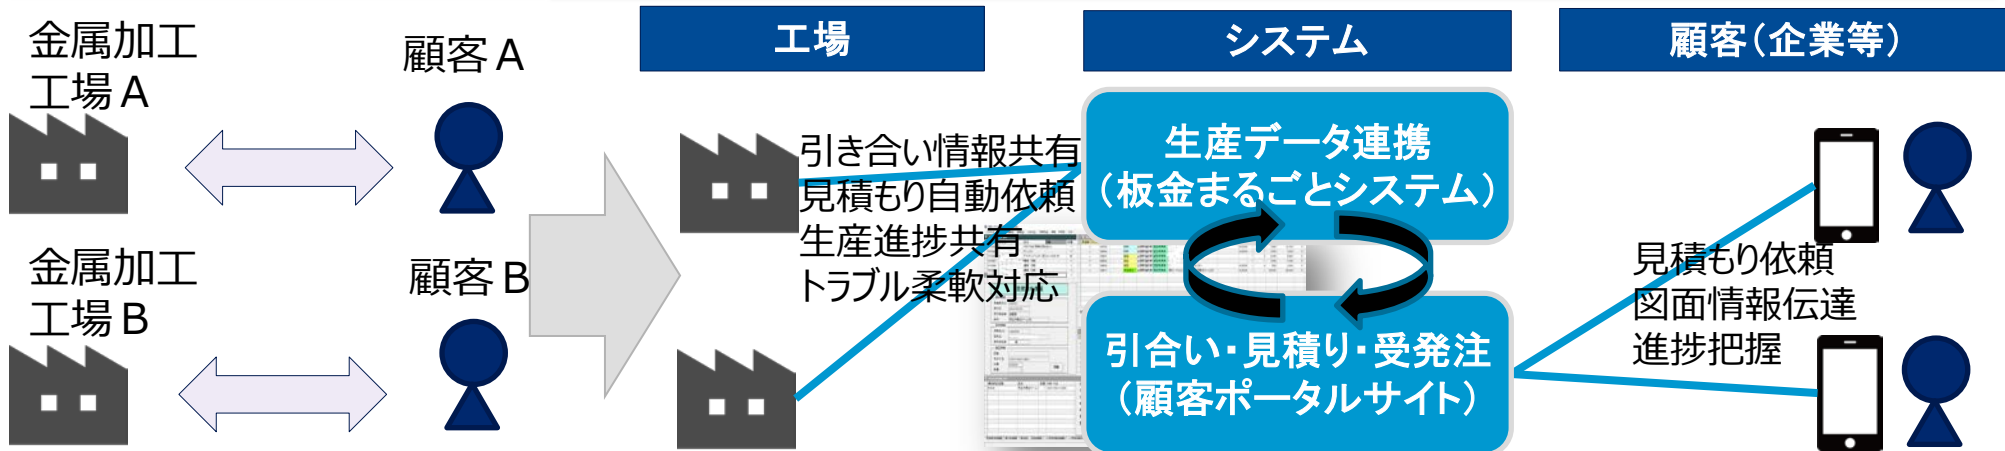 金属加工
工場A
顧客A
金属加工
工場B
顧客B
工場
システム
顧客（企業等）
引き合い情報共有
見積もり自動依頼
生産進捗共有
トラブル柔軟対応
生産データ連携
（板金まるごとシステム）
引合い・見積り・受発注
（顧客ポータルサイト）
見積もり依頼
図面情報伝達
進捗把握